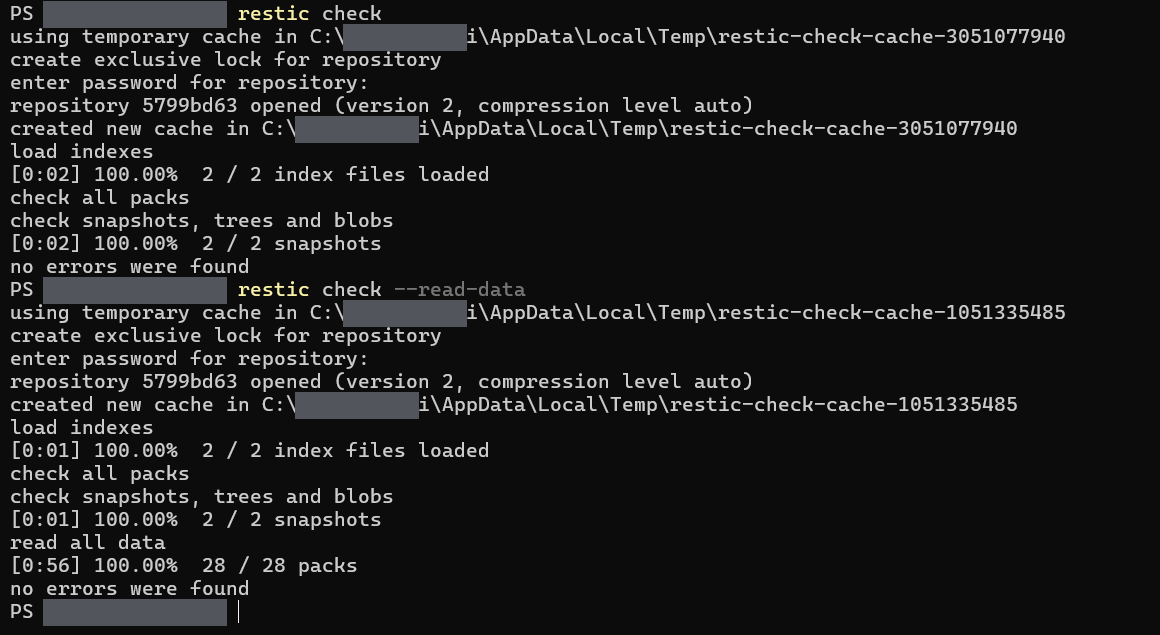 PS restic check
using temporary cache in C:\i\AppData\Local\Temp\restic-check-cache-3051077940
create exclusive lock for repository
enter password for repository:
repository 5799bd63 opened (version 2, compression level auto)
created new cache in C:\i\AppData\Local\Temp\restic-check-cache-3051077940
load indexes
[0:02] 100.00%  2 / 2 index files loaded
check all packs
check snapshots, trees and blobs
[0:02] 100.00%  2 / 2 snapshots
no errors were found
PS restic check --read-data
using temporary cache in C:\i\AppData\Local\Temp\restic-check-cache-1051335485
create exclusive lock for repository
enter password for repository:
repository 5799bd63 opened (version 2, compression level auto)
created new cache in C:\i\AppData\Local\Temp\restic-check-cache-1051335485
load indexes
[0:01] 100.00%  2 / 2 index files loaded
check all packs
check snapshots, trees and blobs
[0:01] 100.00%  2 / 2 snapshots
read all data
[0:56] 100.00%  28 / 28 packs
no errors were found
PS